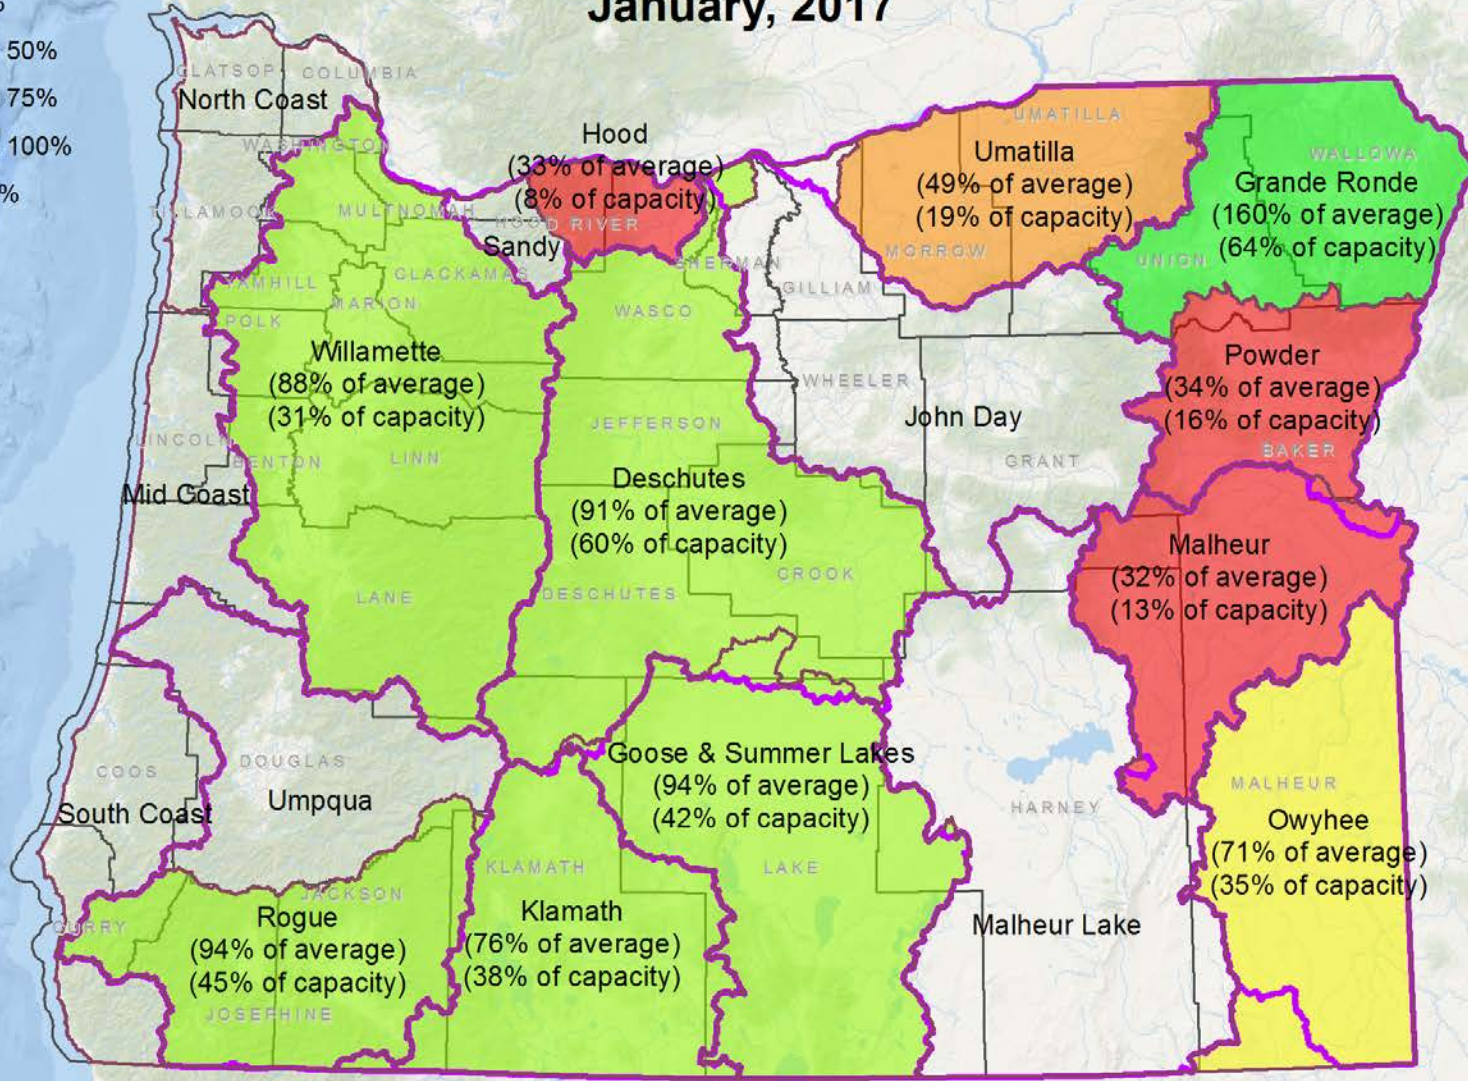 January, 2017
50%
75%
100%
%
CLATSOP
COLUMBIA
North Coast
WASHINGTON
TILLAMOOK
MULTNOMAH
Hood
(33% of average)
(8% of capacity)
HOOD RIVER
Sandy
UMATILLA
Umatilla
(49% of average)
(19% of capacity)
MORROW
WALLOWA
Grande Ronde
(160% of average)
(64% of capacity)
UNION
YAMHILL
CLACKAMAS
MARION
POLK
SHERMAN
GILLIAM
WASCO
Willamette
(88% of average)
(31% of capacity)
WHEELER
John Day
GRANT
Powder
(34% of average)
(16% of capacity)
BAKER
JEFFERSON
LINCOLN
BENTON
LINN
Mid Coast
Deschutes
(91% of average)
(60% of capacity)
CROOK
DESCHUTES
LANE
Malheur
(32% of average)
(13% of capacity)
COOS
DOUGLAS
South Coast
Umpqua
Goose & Summer Lakes
(94% of average)
(42% of capacity)
HARNEY
MALHEUR
Owyhee
(71% of average)
(35% of capacity)
KLAMATH
LAKE
JACKSON
CURRY
Rogue
(94% of average)
(45% of capacity)
JOSEPHINE
Klamath
(76% of average)
(38% of capacity)
Malheur Lake